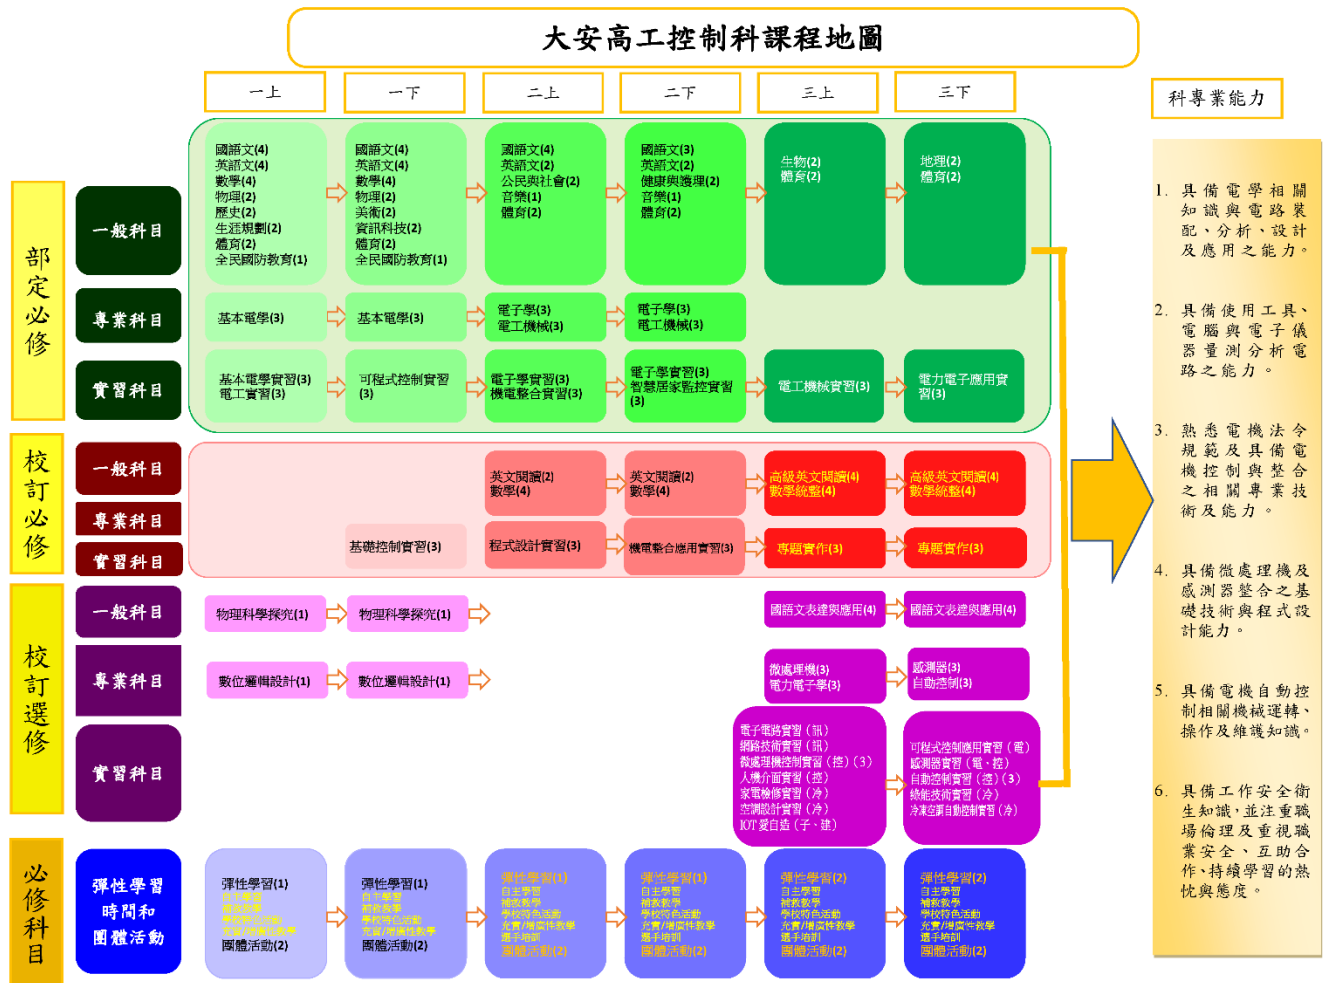 大安高工控制科課程地圖
一上
一下
二上
二下
三上
三下
科專業能力
部定必修
一般科目
國語文(4)
英語文(4)
數學(4)
物理(2)
歷史(2)
生涯規劃(2)
體育(2)
全民國防教育(1)
國語文(4)
英語文(4)
數學(4)
物理(2)
美術(2)
資訊科技(2)
體育(2)
全民國防教育(1)
國語文(4)
英語文(2)
公民與社會(2)
音樂(1)
體育(2)
國語文(3)
英語文(2)
健康與護理(2)
音樂(1)
體育(2)
生物(2)
體育(2)
地理(2)
體育(2)
專業科目
基本電學(3)
基本電學(3)
電子學(3)
電工機械(3)
電子學(3)
電工機械(3)
實習科目
基本電學實習(3)
電工實習(3)
可程式控制實習
(3)
電子學實習(3)
機電整合實習(3)
電子學實習(3)
智慧居家監控實習
(3)
電工機械實習(3)
電力電子應用實
習(3)
校訂必修
一般科目
英文閱讀(2)
數學(4)
英文閱讀(2)
數學(4)
高級英文閱讀(4)
數學統整(4)
高級英文閱讀(4)
數學統整(4)
專業科目
實習科目
基礎控制實習(3)
程式設計實習(3)
機電整合應用實習(3)
專題實作(3)
專題實作(3)
校訂選修
一般科目
物理科學探究(1)
物理科學探究(1)
國語文表達與應用(4)
國語文表達與應用(4)
專業科目
數位邏輯設計(1)
數位邏輯設計(1)
微處理機(3)
電力電子學(3)
感測器(3)
自動控制(3)
實習科目
電子電路實習（訊）
網路技術實習（訊）
微處理機控制實習（控）（3）
人機介面實習（控）
家電檢修實習（冷）
空調設計實習（冷）
IOT愛自造（子、建）
可程式控制應用實習（電）
感測器實習（電、控）
自動控制實習（控）（3）
綠能技術實習（冷）
冷凍空調自動控制實習（冷）
必修科目
彈性學習
時間和
團體活動
彈性學習(1)
自主學習
補救教學
學校特色活動
充實/增廣性教學
團體活動(2)
彈性學習(1)
自主學習
補救教學
學校特色活動
充實/增廣性教學
團體活動(2)
彈性學習(1)
自主學習
補救教學
學校特色活動
充實/增廣性教學
選手培訓
團體活動(2)
彈性學習(1)
自主學習
補救教學
學校特色活動
充實/增廣性教學
選手培訓
團體活動(2)
彈性學習(2)
自主學習
補救教學
學校特色活動
充實/增廣性教學
選手培訓
團體活動(2)
彈性學習(2)
自主學習
補救教學
學校特色活動
充實/增廣性教學
選手培訓
團體活動(2)
1. 具備電學相關
知識與電路裝
配、分析、設計
及應用之能力。
2. 具備使用工具、
電腦與電子儀
器量測分析電
路之能力。
3. 熟悉電機法令
規範及具備電
機控制與整合
之相關專業技
術及能力。
4. 具備微處理機及
感測器整合之基
礎技術與程式設
計能力。
5. 具備電機自動控
制相關機械運轉、
操作及維護知識。
6. 具備工作安全衛
生知識，並注重職
場倫理及重視職
業安全、互助合
作、持續學習的熱
忱與態度。